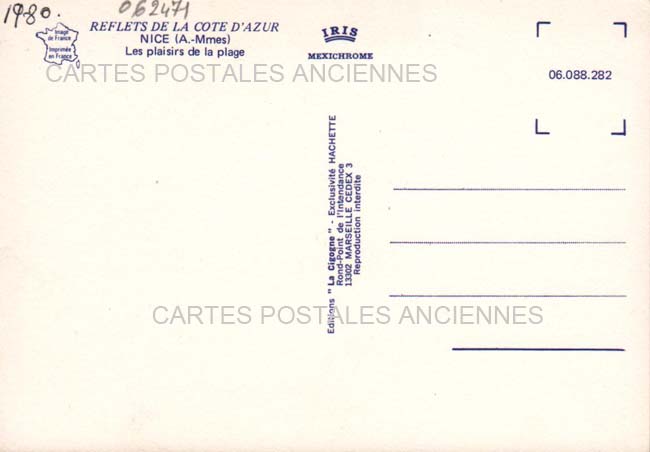 1980.
062471
REFLETS DE LA COTE D'AZUR
NICE (A.-Mmes)
Les plaisirs de la plage
Image
de France
Imprimée
en France
IRIS
MEXICHROME
06.088.282
CARTES POSTALES ANCIENNES
Editions "La Cigogne" - Exclusivité HACHETTE
Rond-Point de l'Intendance
13302 MARSEILLE CEDEX 3
Reproduction interdite
CARTES POSTALES ANCIENNES